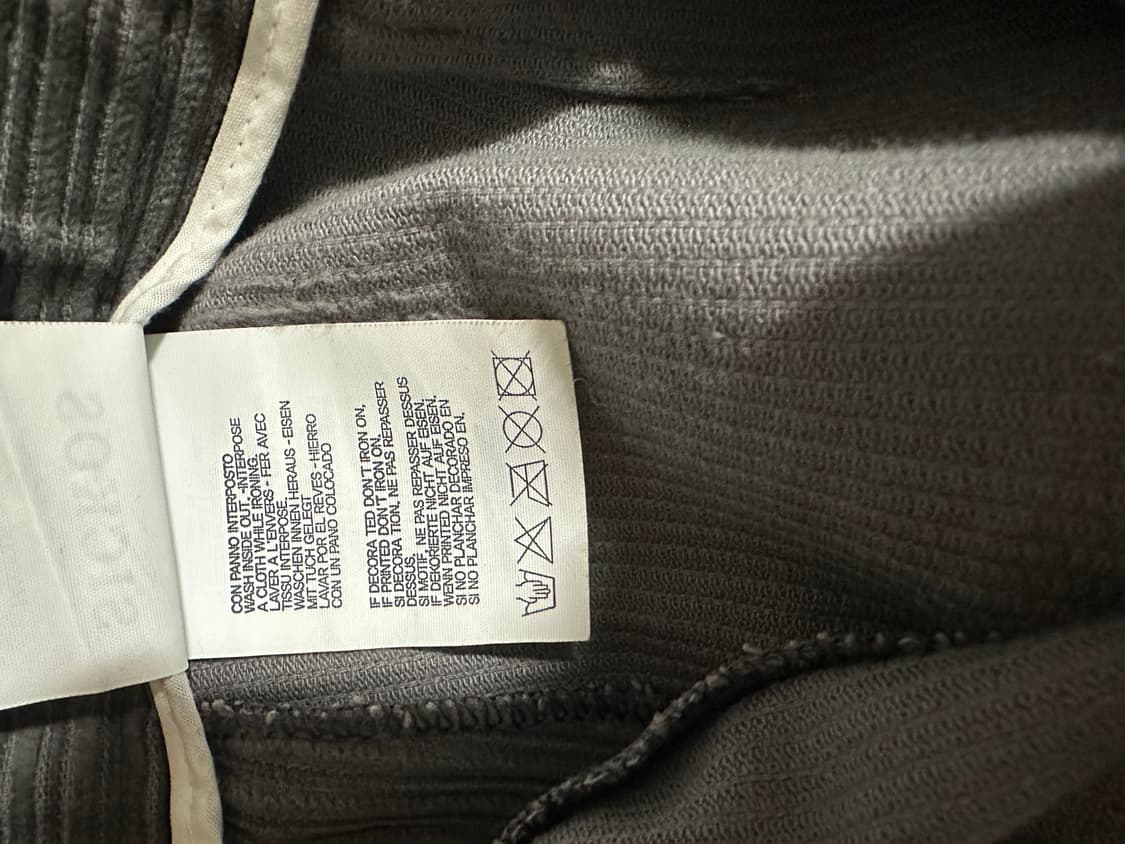 CON PANNO INTERPOSTO
WASH INSIDE OUT,-INTERPOSE
A CLOTH WHILE IRONING.
LAVER A L'ENVERS - FER AVEC
TISSU INTERPOSE.
WASCHEN INNEN HERAUS - EISEN
MIT TUCH GELEGT
LAVAR POR EL REVES - HIERRO
CON UN PANO COLOCADO
IF DECORA TED DON'T IRON ON,
IF PRINTED DON'T IRON ON.
SI DECORA TION, NE PAS REPASSER
DESSUS.
SI MOTIF, NE PAS REPASSER DESSUS
IF DEKORIERTE NICHT AUF EISEN,
WENN PRINTED NICHT AUF EISEN.
SI NO PLANCHAR DECORADO EN
SI NO PLANCHAR IMPRESO EN.